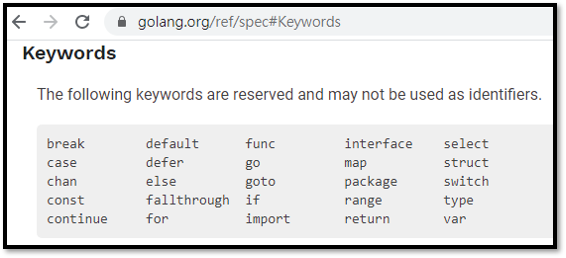 golang.org/ref/spec#Keywords
Keywords
The following keywords are reserved and may not be used as identifiers.
break default func interface select
case defer go map struct
chan else goto package switch
const fallthrough if range type
continue for import return var